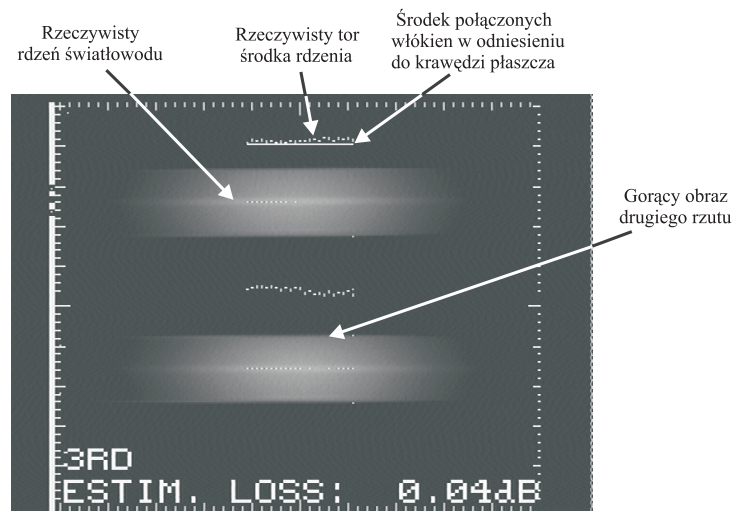 Rzeczywisty
rdzeń światłowodu
Rzeczywisty tor
środka rdzenia
Środek połączonych
włókien w odniesieniu
do krawędzi płaszcza
Gorący obraz
drugiego rzutu
3RD
ESTIM. LOSS: 0.04dB